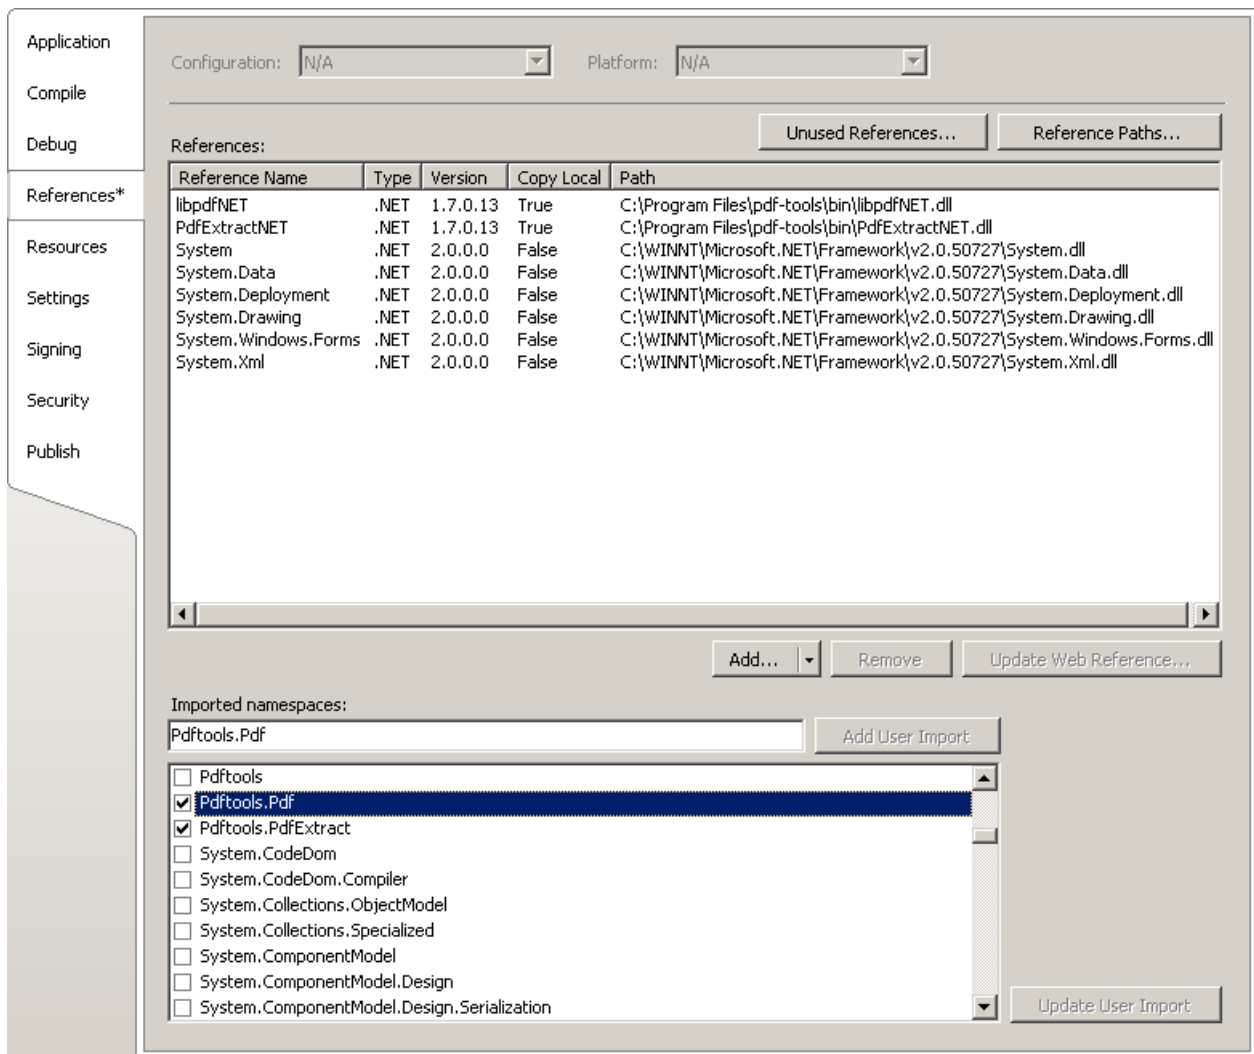 Application
Compile
Debug
References*
Resources
Settings
Signing
Security
Publish
Configuration: N/A Platform: N/A
Unused References... Reference Paths...
References:
Reference Name Type Version Copy Local Path
libpdfNET .NET 1.7.0.13 True C:\Program Files\pdf-tools\bin\libpdfNET.dll
PdfExtractNET .NET 1.7.0.13 True C:\Program Files\pdf-tools\bin\PdfExtractNET.dll
System .NET 2.0.0.0 False C:\WINNT\Microsoft.NET\Framework\v2.0.50727\System.dll
System.Data .NET 2.0.0.0 False C:\WINNT\Microsoft.NET\Framework\v2.0.50727\System.Data.dll
System.Deployment .NET 2.0.0.0 False C:\WINNT\Microsoft.NET\Framework\v2.0.50727\System.Deployment.dll
System.Drawing .NET 2.0.0.0 False C:\WINNT\Microsoft.NET\Framework\v2.0.50727\System.Drawing.dll
System.Windows.Forms .NET 2.0.0.0 False C:\WINNT\Microsoft.NET\Framework\v2.0.50727\System.Windows.Forms.dll
System.Xml .NET 2.0.0.0 False C:\WINNT\Microsoft.NET\Framework\v2.0.50727\System.Xml.dll
Add... Remove Update Web Reference...
Imported namespaces:
Pdftools.Pdf Add User Import
Pdftools
Pdftools.Pdf
Pdftools.PdfExtract
System.CodeDom
System.CodeDom.Compiler
System.Collections.ObjectModel
System.Collections.Specialized
System.ComponentModel
System.ComponentModel.Design
System.ComponentModel.Design.Serialization
Update User Import